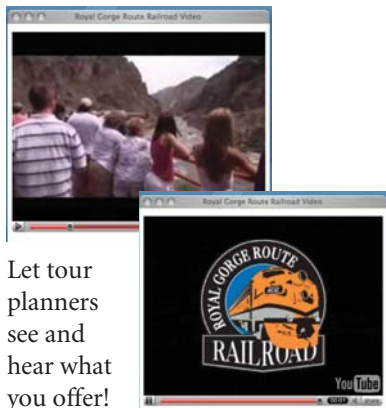 Royal Gorge Route Railroad Video
Royal Gorge Route Railroad Video
ROYAL GORGE ROUTE
RAILROAD
YouTube
Let tour
planners
see and
hear what
you offer!